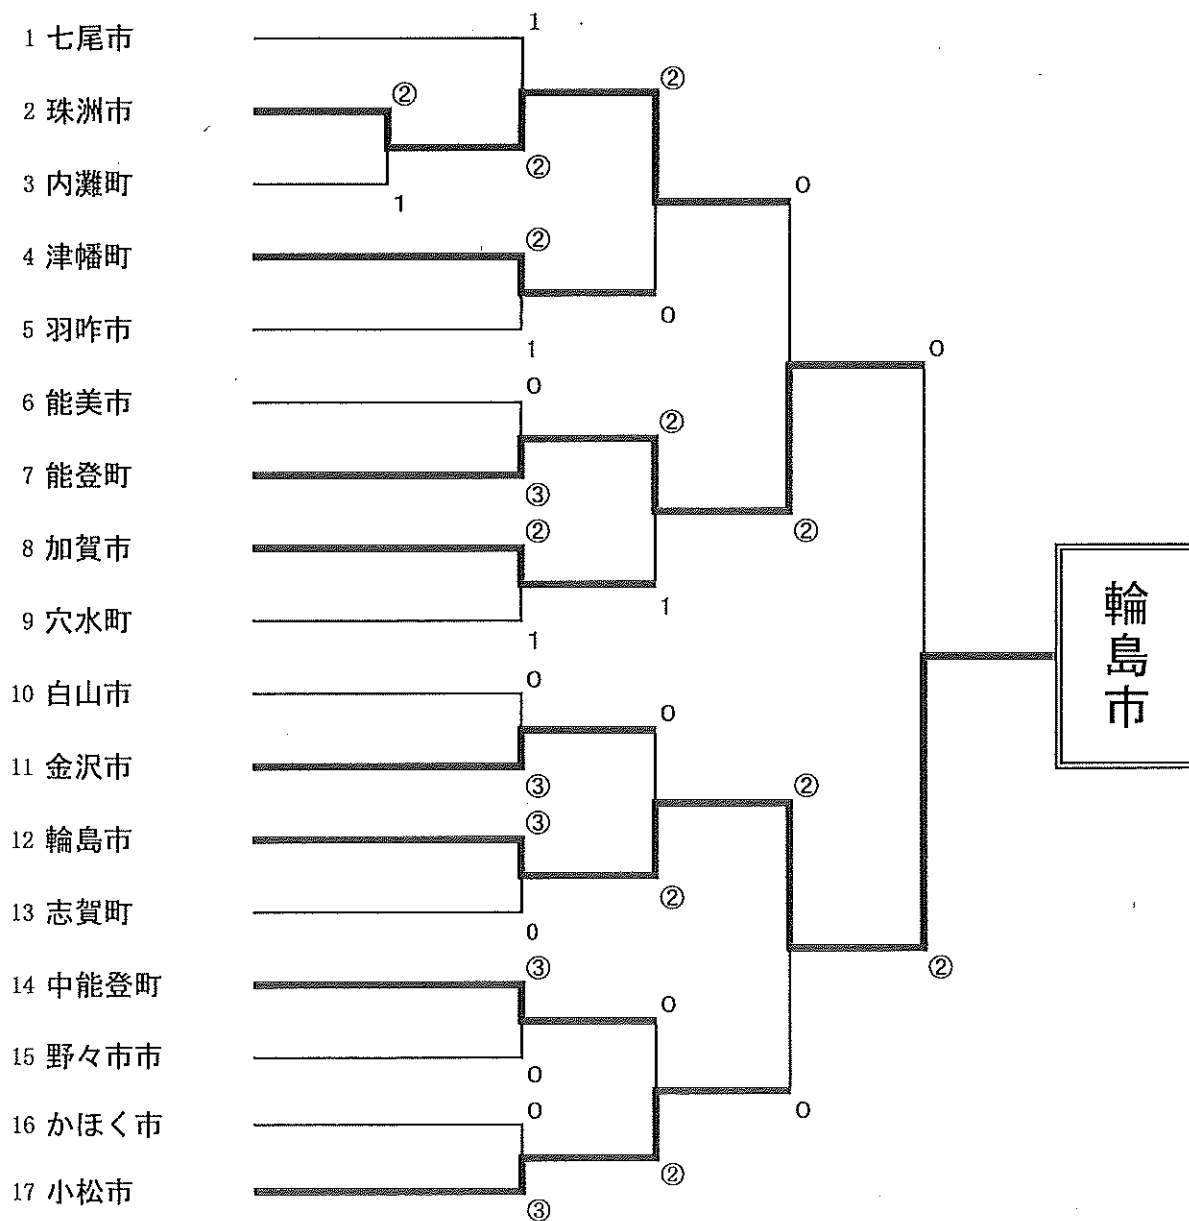 1
1 七尾市
②
2 珠洲市
②
②
3 内灘町
0
1
②
4 津幡町
0
5 羽咋市
1
0
0
6 能美市
②
7 能登町
③
②
②
8 加賀市
1
9 穴水町
1
輪島市
0
10 白山市
0
11 金沢市
③
②
③
12 輪島市
②
13 志賀町
0
③
②
14 中能登町
0
15 野々市市
0
0
0
16 かほく市
②
17 小松市
③